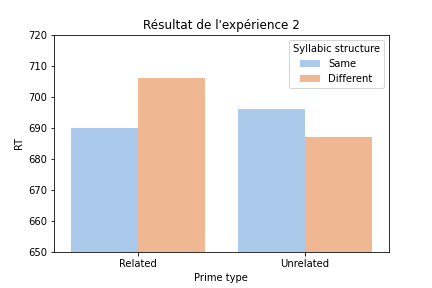 Résultat de l'expérience 2
720
710
700
690
680
670
660
650
RT
Syllabic structure
Same
Different
Related
Unrelated
Prime type